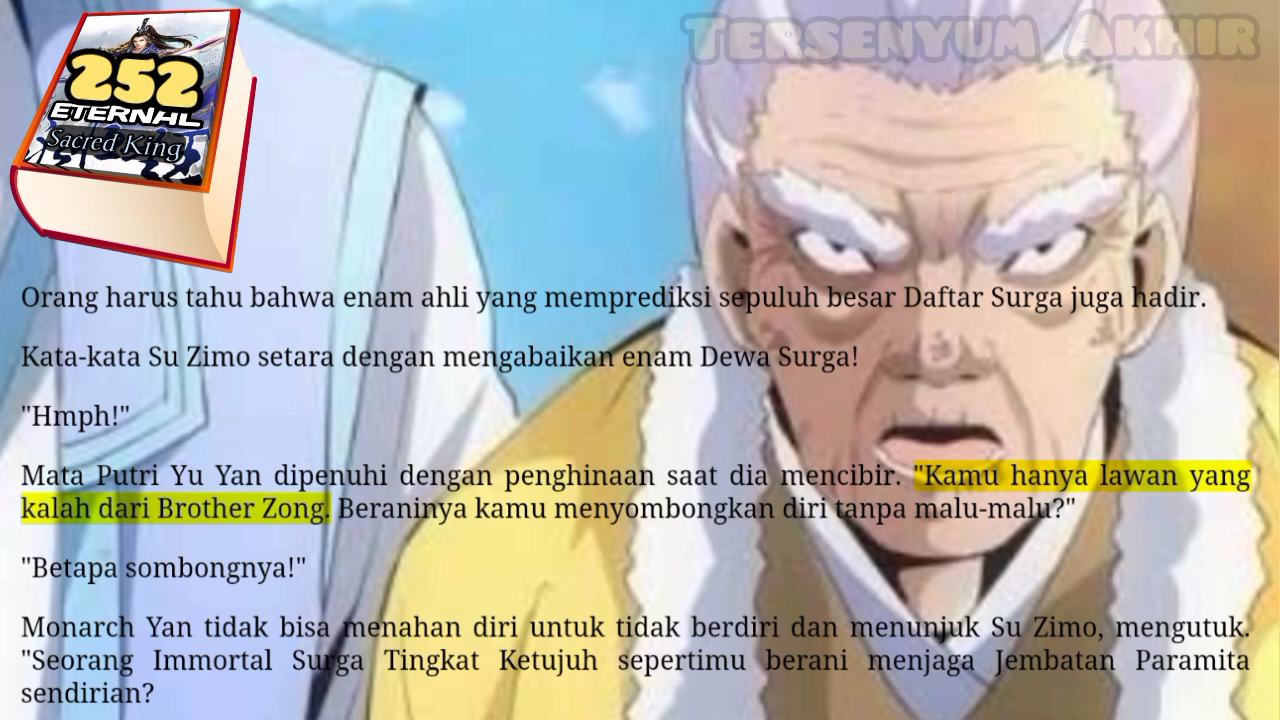 TERSENYUM AKHIR
252
ETERNAL
Sacred King
Orang harus tahu bahwa enam ahli yang memprediksi sepuluh besar Daftar Surga juga hadir.
Kata-kata Su Zimo setara dengan mengabaikan enam Dewa Surga!
"Hmph!"
Mata Putri Yu Yan dipenuhi dengan penghinaan saat dia mencibir. "Kamu hanya lawan yang
kalah dari Brother Zong. Beraninya kamu menyombongkan diri tanpa malu-malu?"
"Betapa sombongnya!"
Monarch Yan tidak bisa menahan diri untuk tidak berdiri dan menunjuk Su Zimo, mengutuk.
"Seorang Immortal Surga Tingkat Ketujuh sepertimu berani menjaga Jembatan Paramita
sendirian?